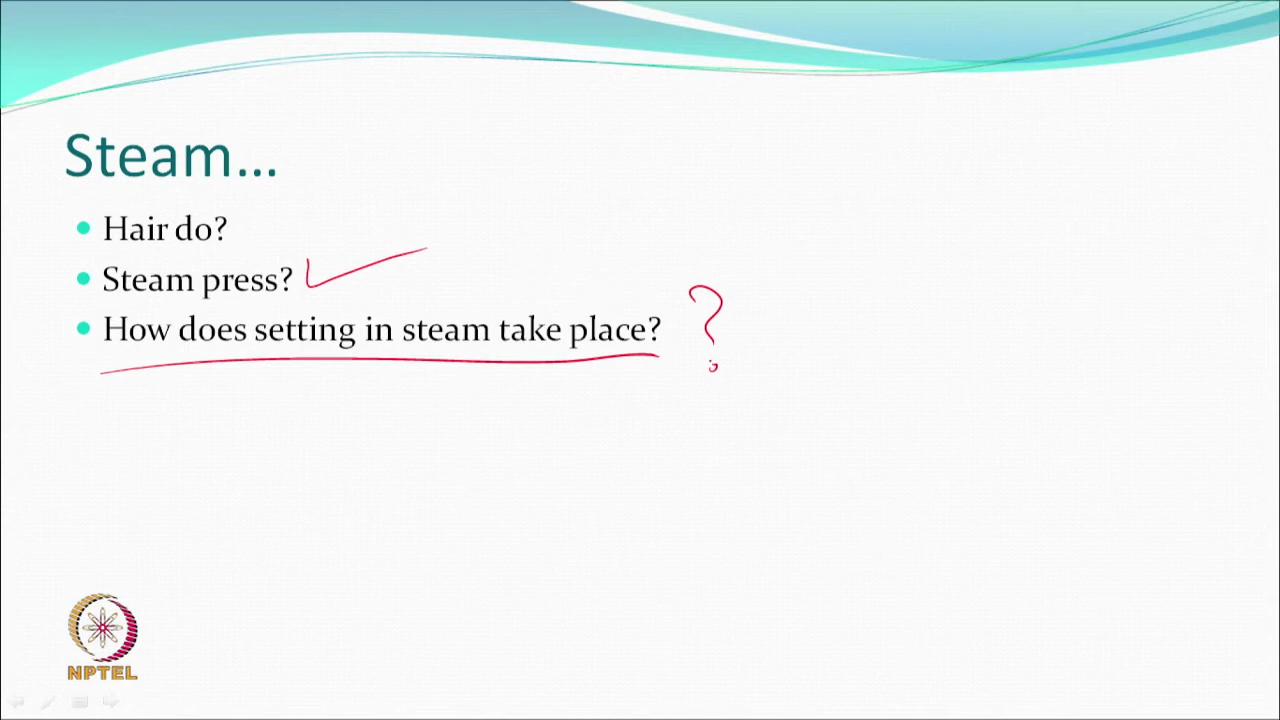 Steam...
Hair do?
Steam press?
How does setting in steam take place? ?
NPTEL